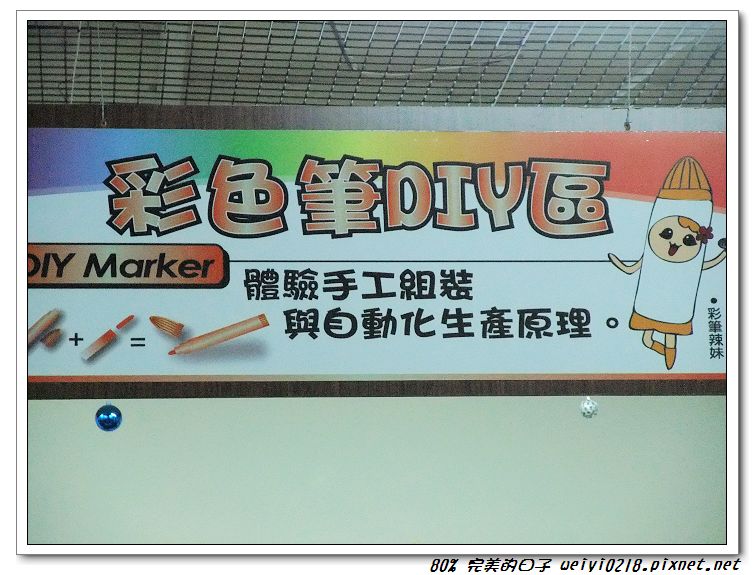 彩色筆DIY區
DIY Marker
體驗手工組裝
與自動化生產原理。
+ =
•彩筆辣妹
80% 完美的日子 weiyi0218.pixnet.net